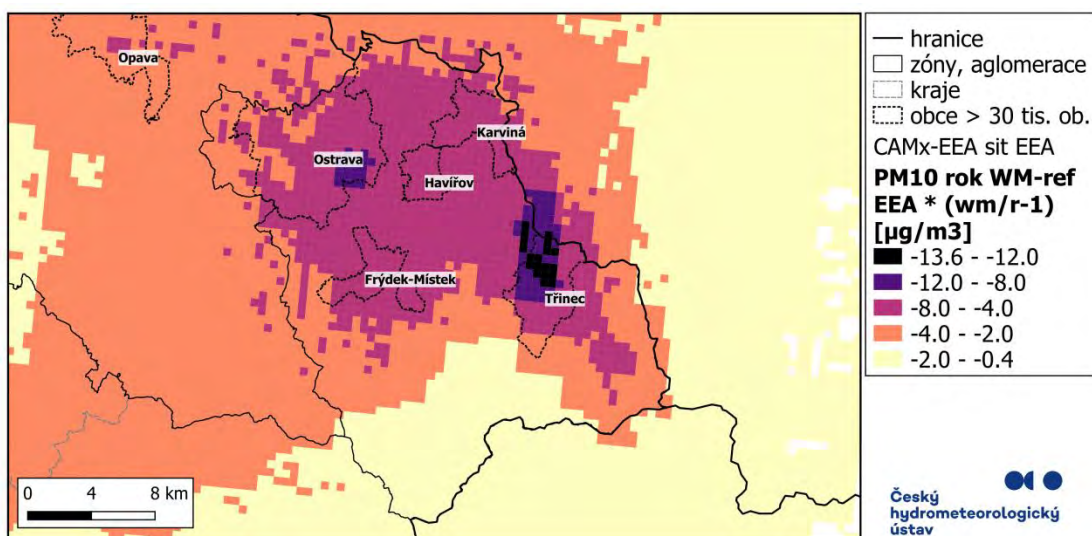 Opava
Ostrava
Karviná
Havířov
Frýdek-Místek
Třinec
0 4 8 km
hranice
zóny, aglomerace
kraje
obce > 30 tis. ob.
CAMx-EEA sit EEA
PM10 rok WM-ref
EEA * (wm/r-1)
[µg/m3]
-13.6 - -12.0
-12.0 - -8.0
-8.0 - -4.0
-4.0 - -2.0
-2.0 - -0.4
Český
hydrometeorologický
ústav